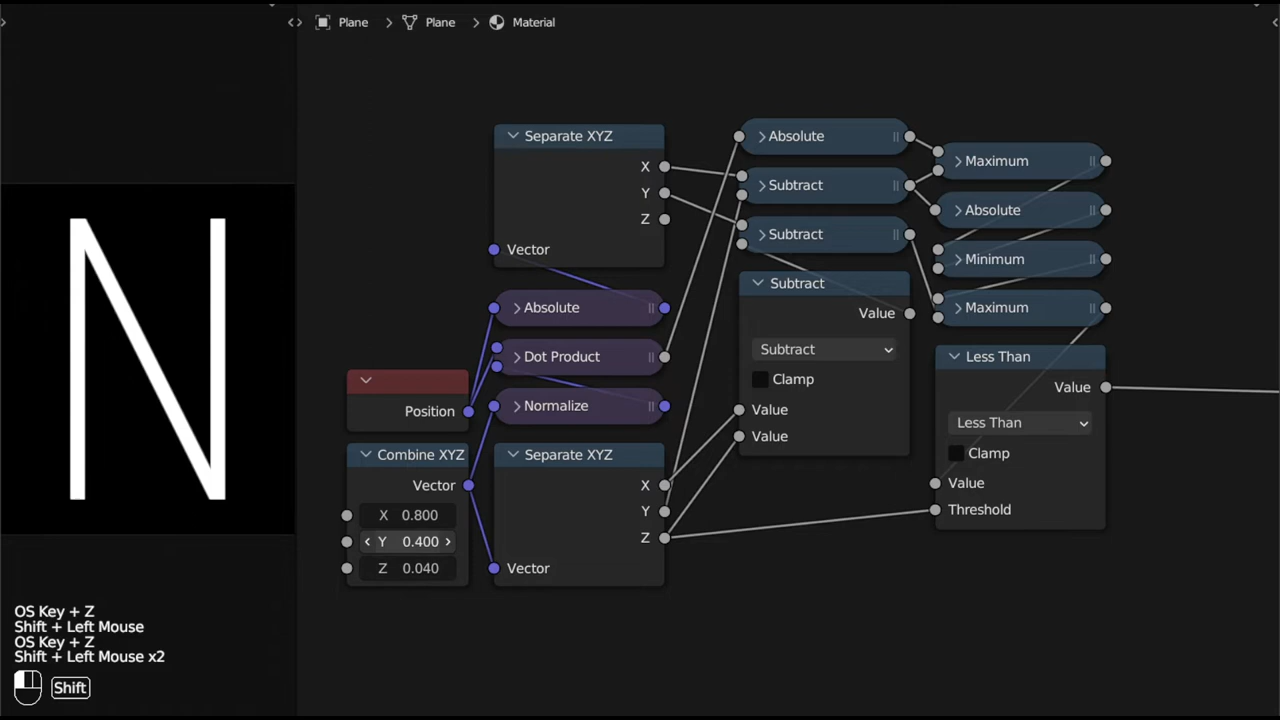 Plane > Plane > Material
N
Separate XYZ
X
Y
Z
Vector
Absolute
Dot Product
Normalize
Position
Combine XYZ
Vector
X 0.800
Y 0.400
Z 0.040
Separate XYZ
X
Y
Z
Vector
Absolute
Subtract
Subtract
Subtract
Value
Subtract
Clamp
Value
Value
Maximum
Absolute
Minimum
Maximum
Less Than
Value
Less Than
Clamp
Value
Threshold
OS Key + Z
Shift + Left Mouse
OS Key + Z
Shift + Left Mouse x2
Shift